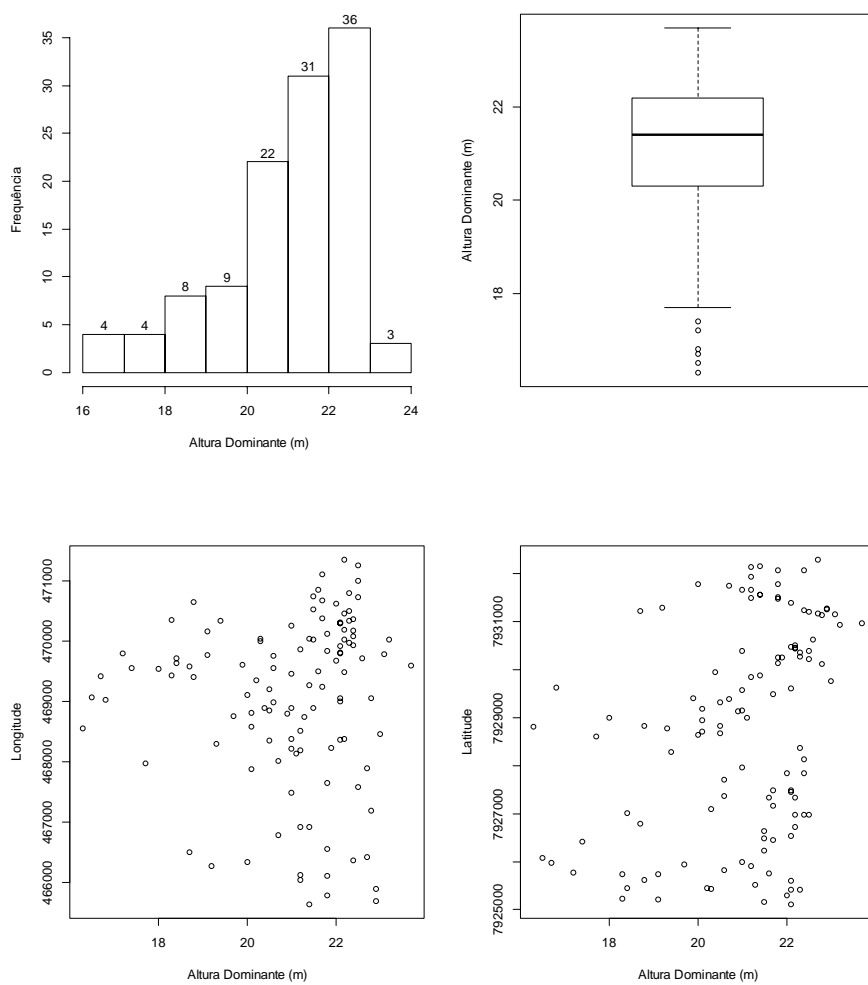 Frequência
0 5 10 15 20 25 30 35
4 4 8 9 22 31 36 3
16 18 20 22 24
Altura Dominante (m)
Altura Dominante (m)
18 20 22
Longitude
466000 467000 468000 469000 470000 471000
18 20 22
Altura Dominante (m)
Latitude
7925000 7927000 7929000 7931000
18 20 22
Altura Dominante (m)